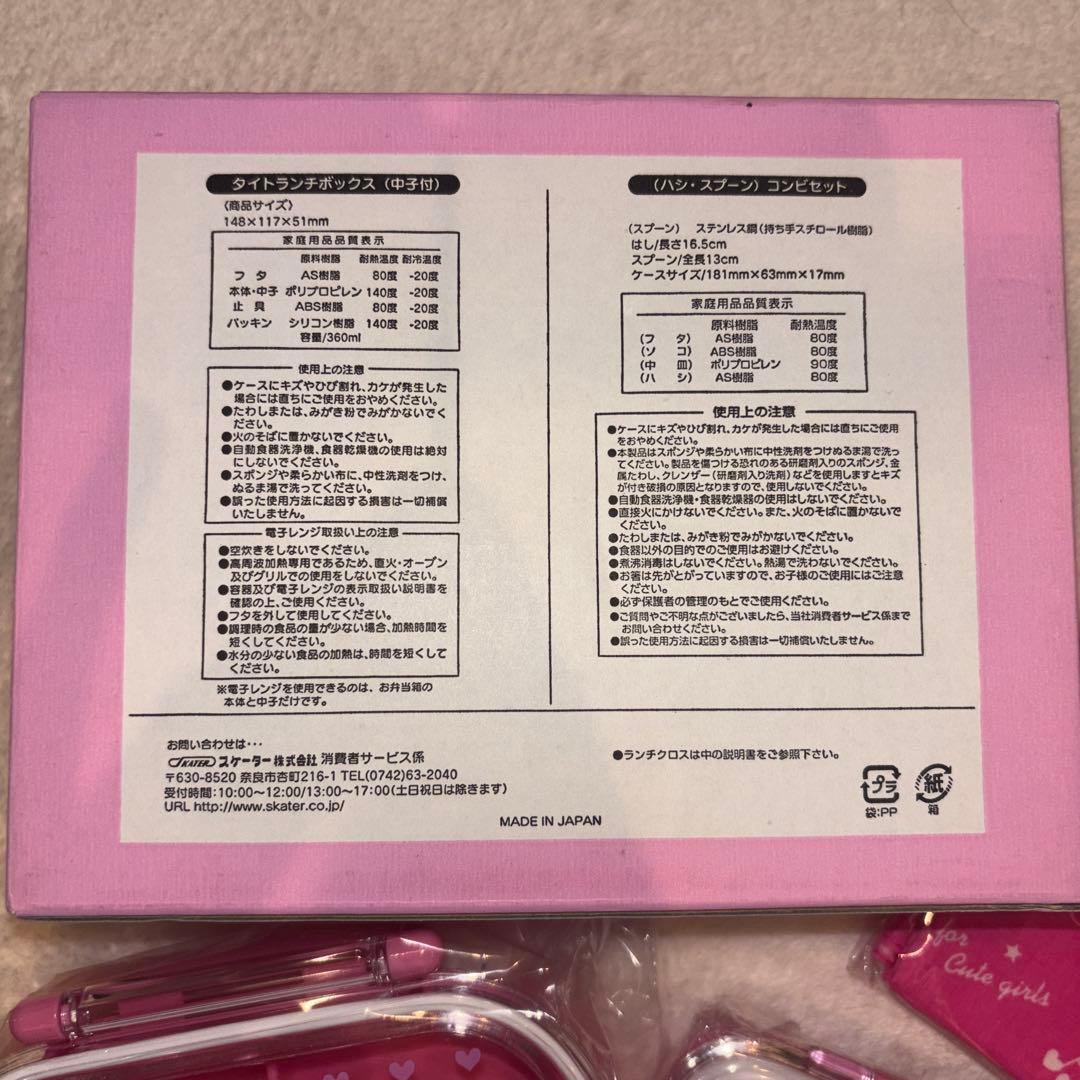 タイトランチボックス（中子付）
〈商品サイズ〉
148×117×51mm
家庭用品品質表示
原料樹脂 耐熱温度 耐冷温度
フタ AS樹脂 80度 -20度
本体・中子 ポリプロピレン 140度 -20度
止具 ABS樹脂 80度 -20度
パッキン シリコン樹脂 140度 -20度
容量/360ml
使用上の注意
●ケースにキズやひび割れ、カケが発生した
場合には直ちにご使用をおやめください。
●たわしまたは、みがき粉でみがかないでく
ださい。
●火のそばに置かないでください。
●自動食器洗浄機、食器乾燥機の使用は絶対
にしないでください。
●スポンジや柔らかい布に、中性洗剤をつけ、
ぬるま湯で洗ってください。
●誤った使用方法に起因する損害は一切補償
いたしません。
電子レンジ取扱い上の注意
●空炊きをしないでください。
●高周波加熱専用であるため、直火・オーブン
及びグリルでの使用をしないでください。
●容器及び電子レンジの表示取扱い説明書を
確認の上、ご使用ください。
●フタを外して使用してください。
●調理時の食品の量が少ない場合、加熱時間を
短くしてください。
●水分の少ない食品の加熱は、時間を短くして
ください。
※電子レンジを使用できるのは、お弁当箱の
本体と中子だけです。
（ハシ・スプーン）コンビセット
（スプーン） ステンレス鋼（持ち手スチロール樹脂）
はし/長さ16.5cm
スプーン/全長13cm
ケースサイズ/181mm×63mm×17mm
家庭用品品質表示
原料樹脂 耐熱温度
（フタ） AS樹脂 80度
（ソコ） ABS樹脂 80度
（中皿） ポリプロピレン 90度
（ハシ） AS樹脂 80度
使用上の注意
●ケースにキズやひび割れ、カケが発生した場合には直ちにご使用
をおやめください。
●本製品はスポンジや柔らかい布に中性洗剤をつけぬるま湯で洗っ
てください。製品を傷つける恐れのある研磨剤入りのスポンジ、金
属たわし、クレンザー（研磨剤入り洗剤）などを使用しますとキズ
が付き破損の原因となりますので、使用しないでください。
●自動食器洗浄機・食器乾燥器の使用はしないでください。
●直接火にかけないでください。また、火のそばに置かないで
ください。
●たわしまたは、みがき粉でみがかないでください。
●食器以外の目的でのご使用はお避けください。
●煮沸消毒はしないでください。熱湯で洗わないでください。
●お箸は先がとがっていますので、お子様のご使用にはご注意
ください。
●必ず保護者の管理のもとでご使用ください。
●ご質問やご不明な点がございましたら、当社消費者サービス係まで
お問い合わせください。
●誤った使用方法に起因する損害は一切補償いたしません。
お問い合わせは・・・
SKATER スケーター株式会社 消費者サービス係
〒630-8520 奈良市杏町216-1 TEL(0742)63-2040
受付時間:10:00〜12:00/13:00〜17:00(土日祝日は除きます)
URL http://www.skater.co.jp/
●ランチクロスは中の説明書をご参照下さい。
プラ
袋:PP
紙
箱
MADE IN JAPAN
for
Cute girls